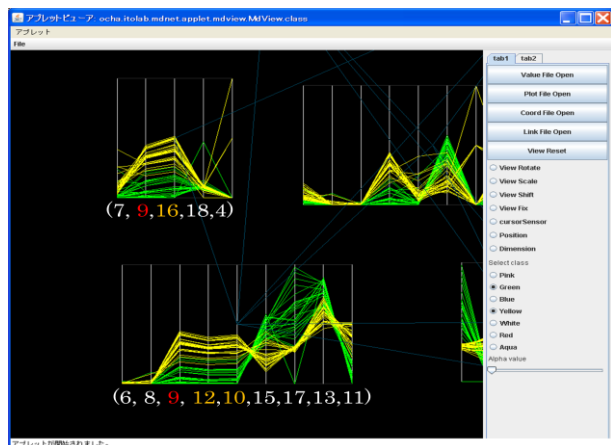 アプレットビューア: ocha.itolab.mdnet.applet.mdview.MdView.class
アプレット
File
tab1 tab2
Value File Open
Plot File Open
Coord File Open
Link File Open
View Reset
View Rotate
View Scale
View Shift
View Fix
cursorSensor
Position
Dimension
Select class
Pink
Green
Blue
Yellow
White
Red
Aqua
Alpha value
(7, 9,16,18,4)
(6, 8, 9, 12,10,15,17,13,11)
アプレットが開始されました。